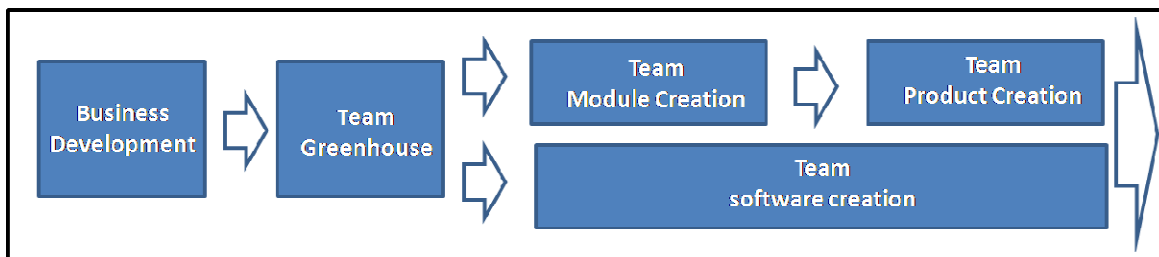 Business
Development
Team
Greenhouse
Team
Module Creation
Team
Product Creation
Team
software creation